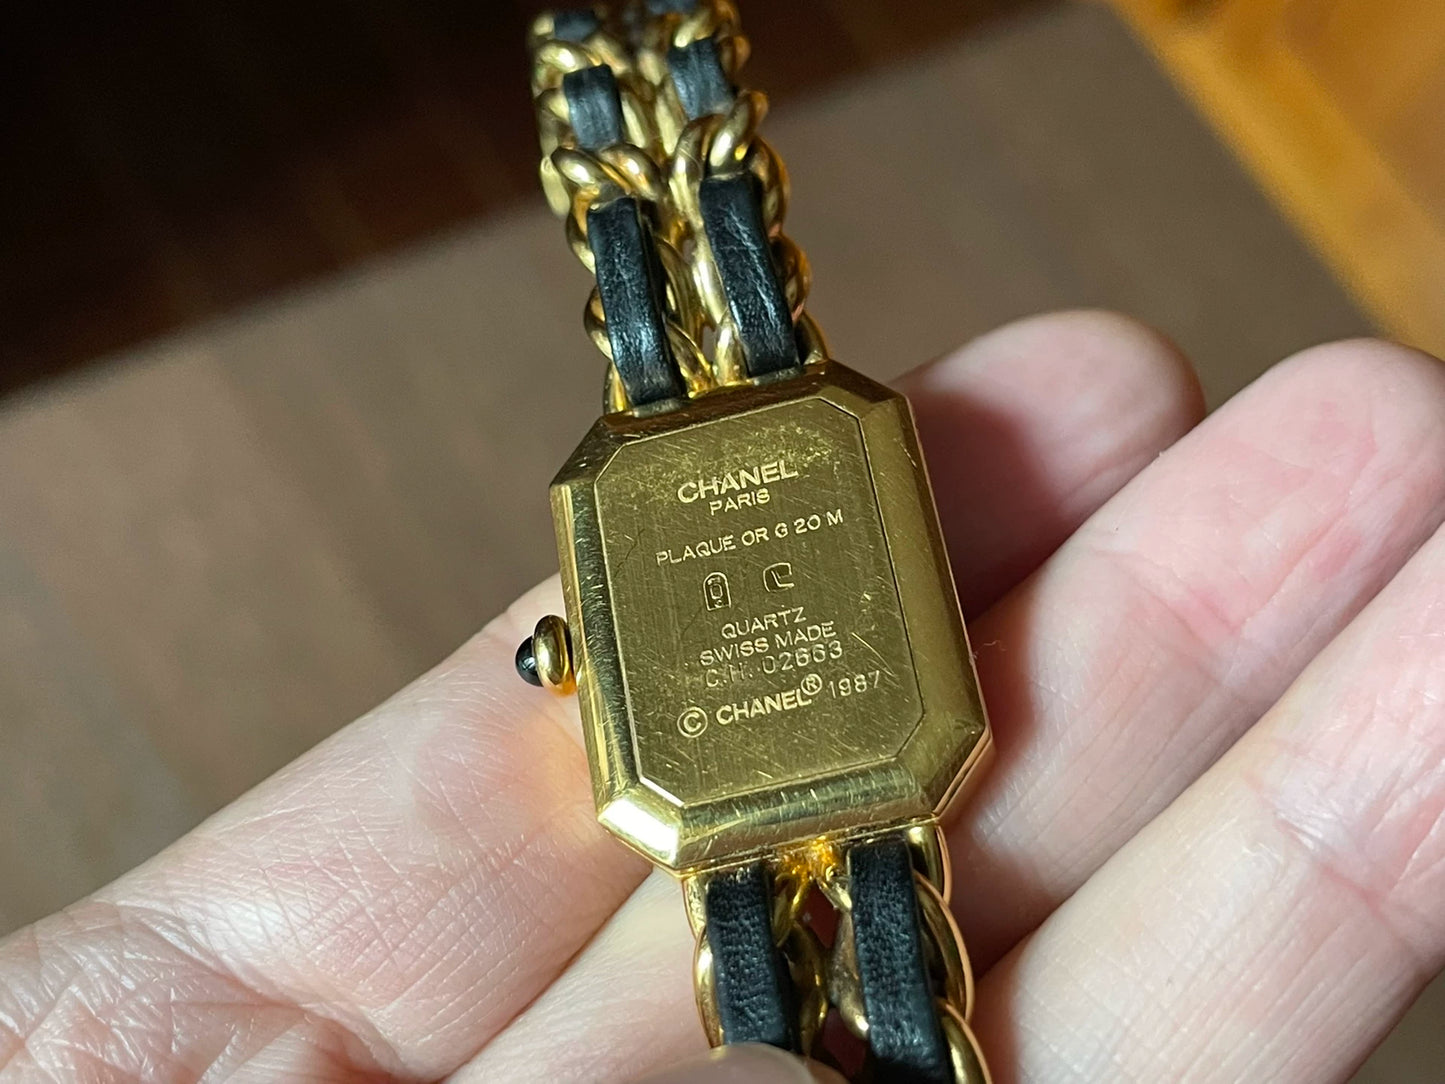 CHANEL
PARIS
PLAQUE OR G 20 M
QUARTZ
SWISS MADE
C.H. 02663
© CHANEL® 1987